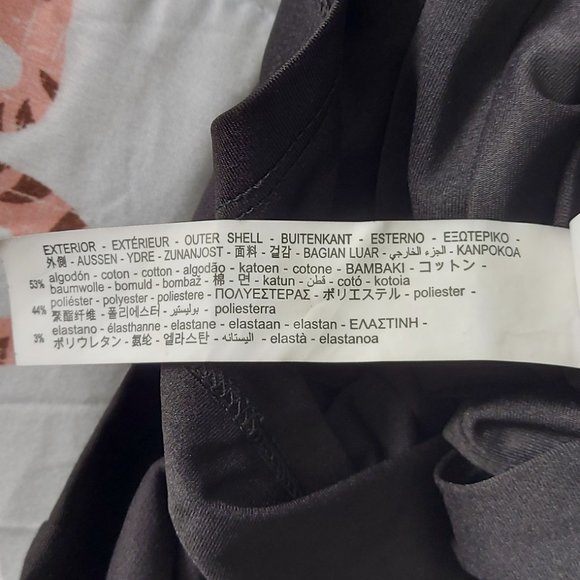 EXTERIOR - EXTÉRIEUR - OUTER SHELL - BUITENKANT - ESTERNO - ΕΞΩΤΕΡΙΚΟ -
外側 - AUSSEN - YDRE - ZUNANJOST - 面料 - 겉감 - BAGIAN LUAR - الجزء الخارجي - KANPOKOA
53% algodón - coton - cotton - algodão - katoen - cotone - ΒΑΜΒΑΚΙ - コットン -
baumwolle - bomuld - bombaž - 棉 - 면 - katun - قطن - cotó - kotoia
44% poliéster - polyester - poliestere - ΠΟΛΥΕΣΤΕΡΑΣ - ポリエステル - poliester -
聚酯纤维 - 폴리에스터 - بوليستير - poliesterra
3% elastano - élasthanne - elastane - elastaan - elastan - ΕΛΑΣΤΙΝΗ -
ポリウレタン - 氨纶 - 엘라스탄 - اليستانه - elastà - elastanoa